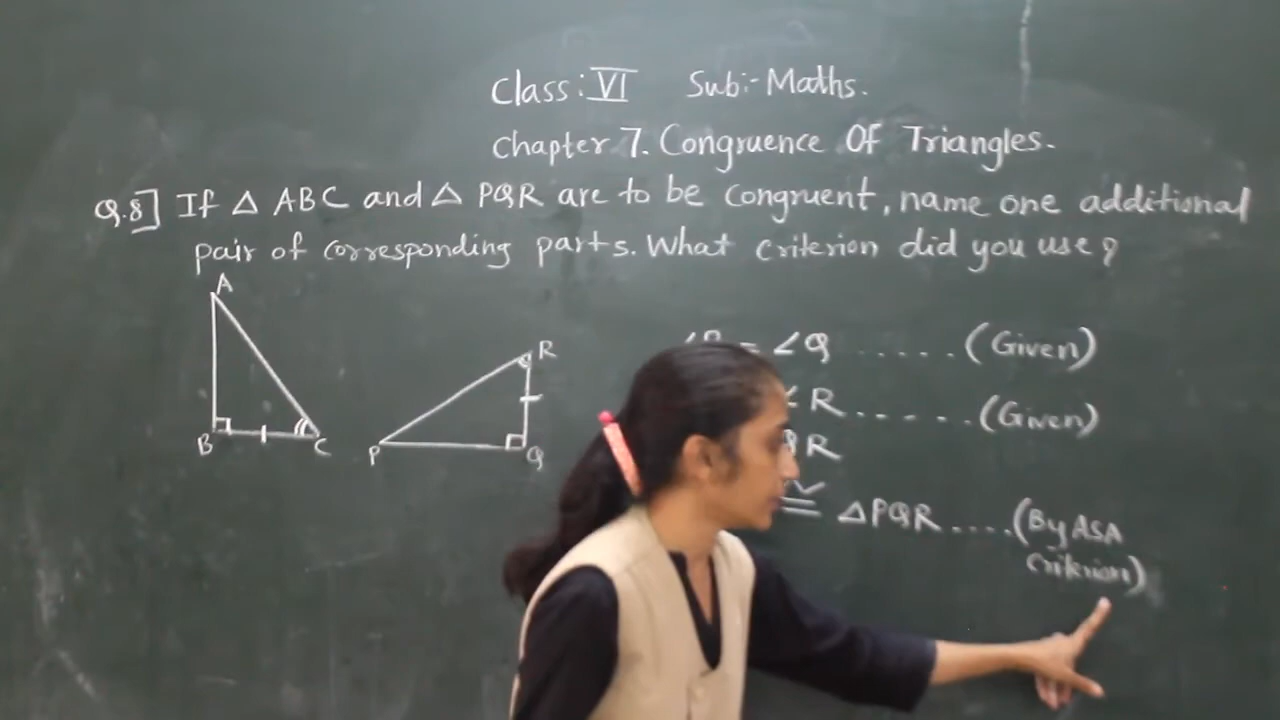 Class: VI Sub:- Maths.
Chapter 7. Congruence Of Triangles.
Q.8] If △ ABC and △ PQR are to be congruent, name one additional
pair of corresponding parts. What criterion did you use?
A
B
C
P
Q
R
= ∠Q ..... (Given)
R ..... (Given)
QR
≅ △PQR .... (By ASA
Criterion)